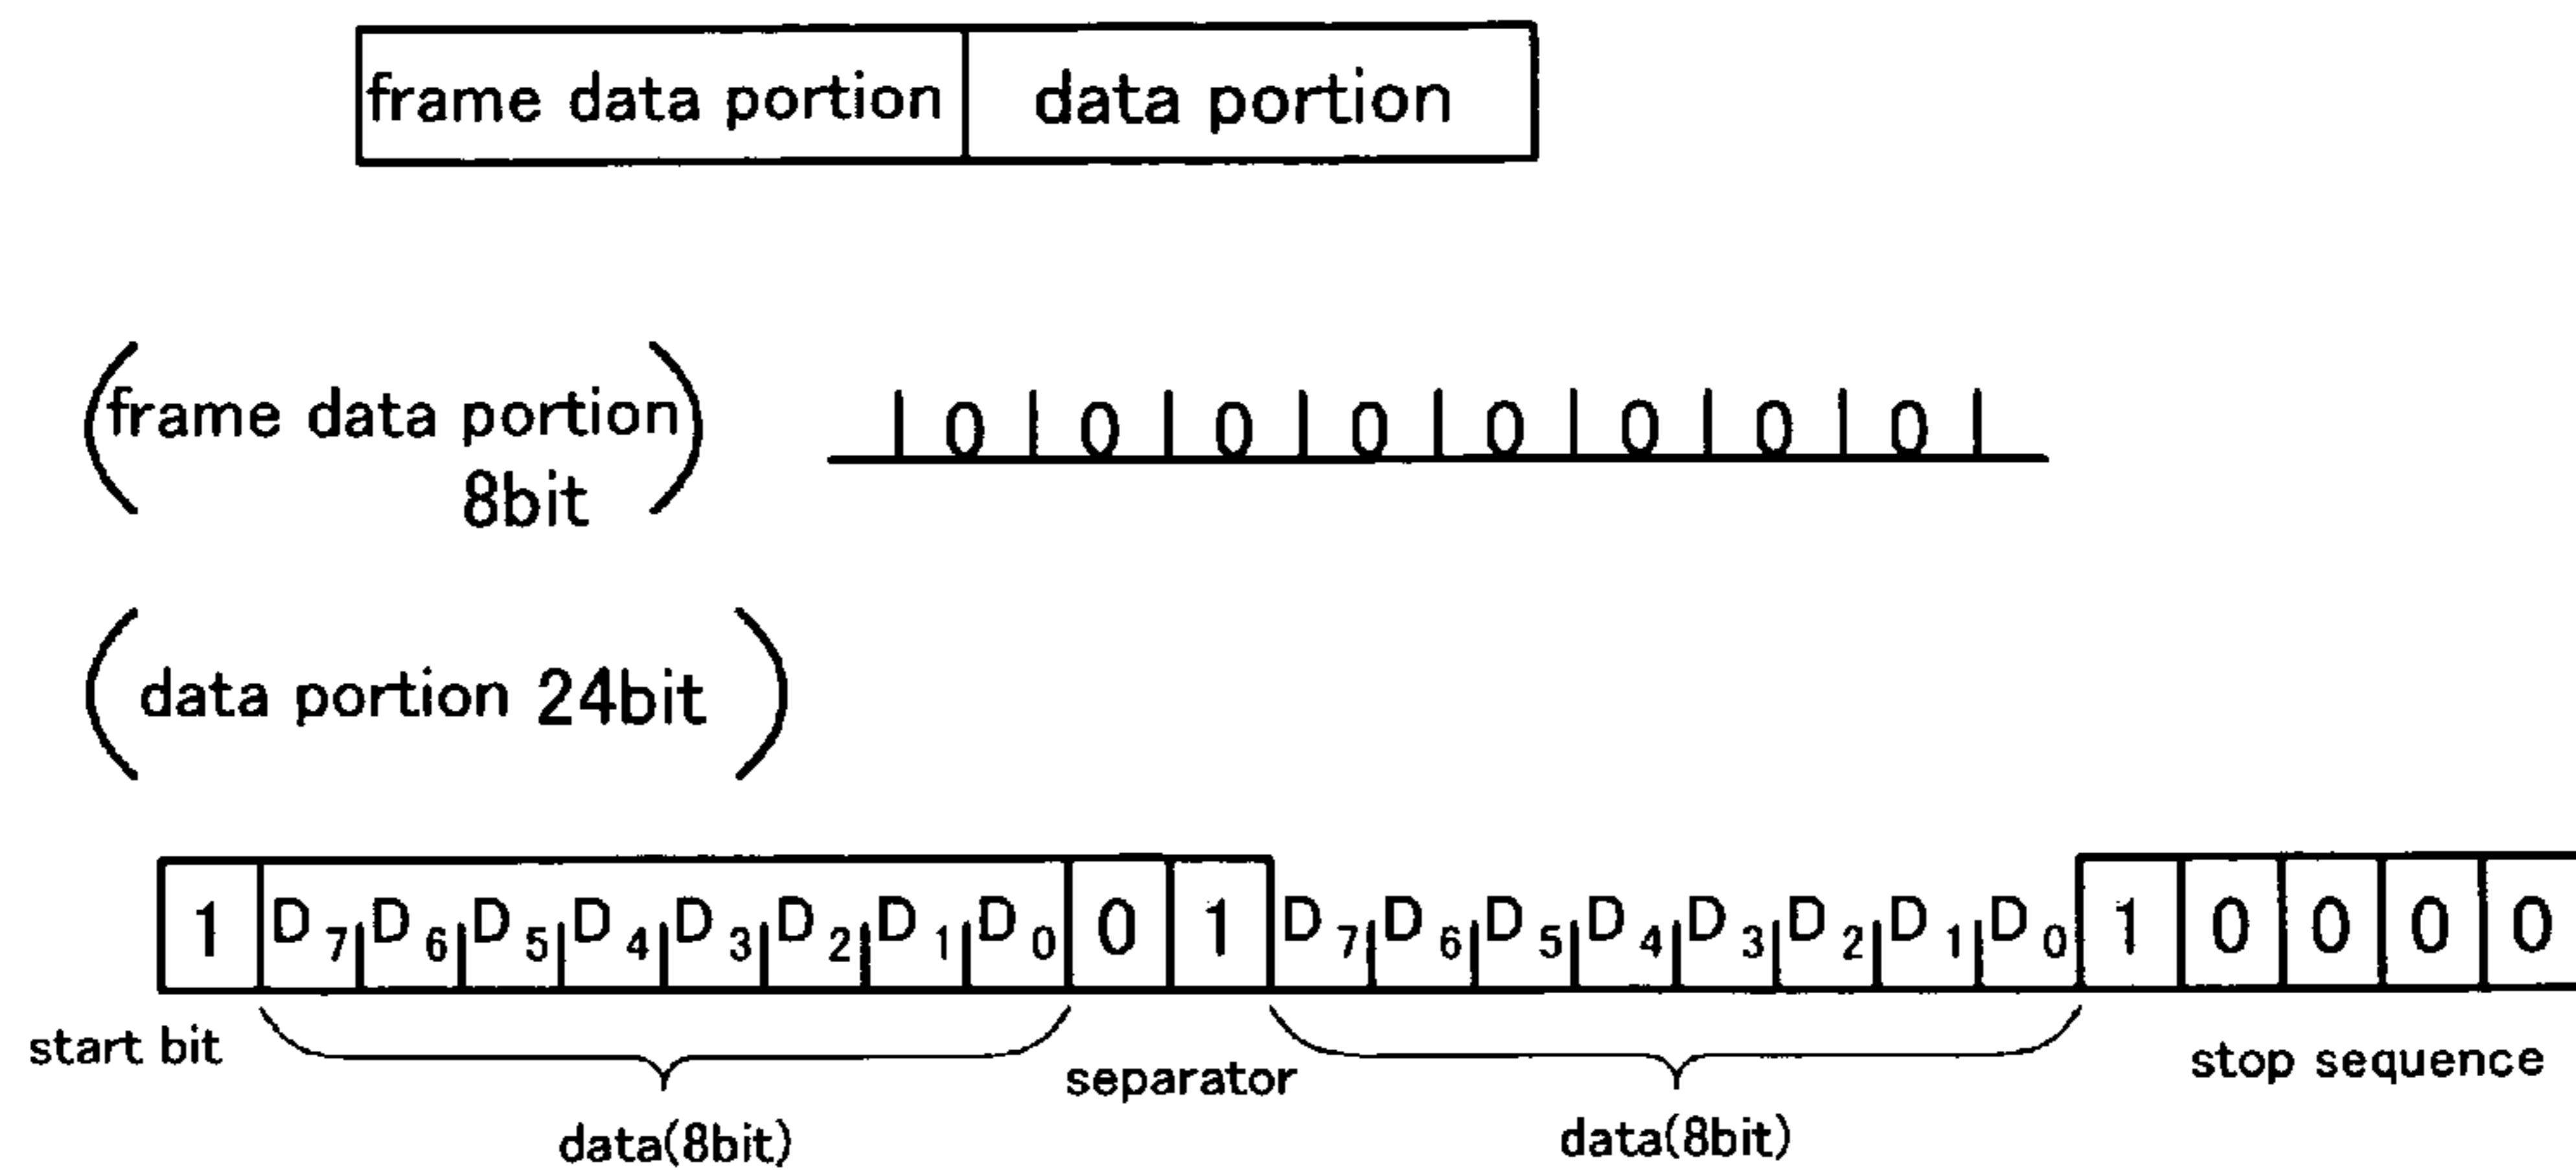 frame data portion data portion
(frame data portion 8bit)
0 0 0 0 0 0 0 0
(data portion 24bit)
1 D7 D6 D5 D4 D3 D2 D1 D0 0 1 D7 D6 D5 D4 D3 D2 D1 D0 1 0 0 0 0
start bit separator stop sequence
data(8bit) data(8bit)